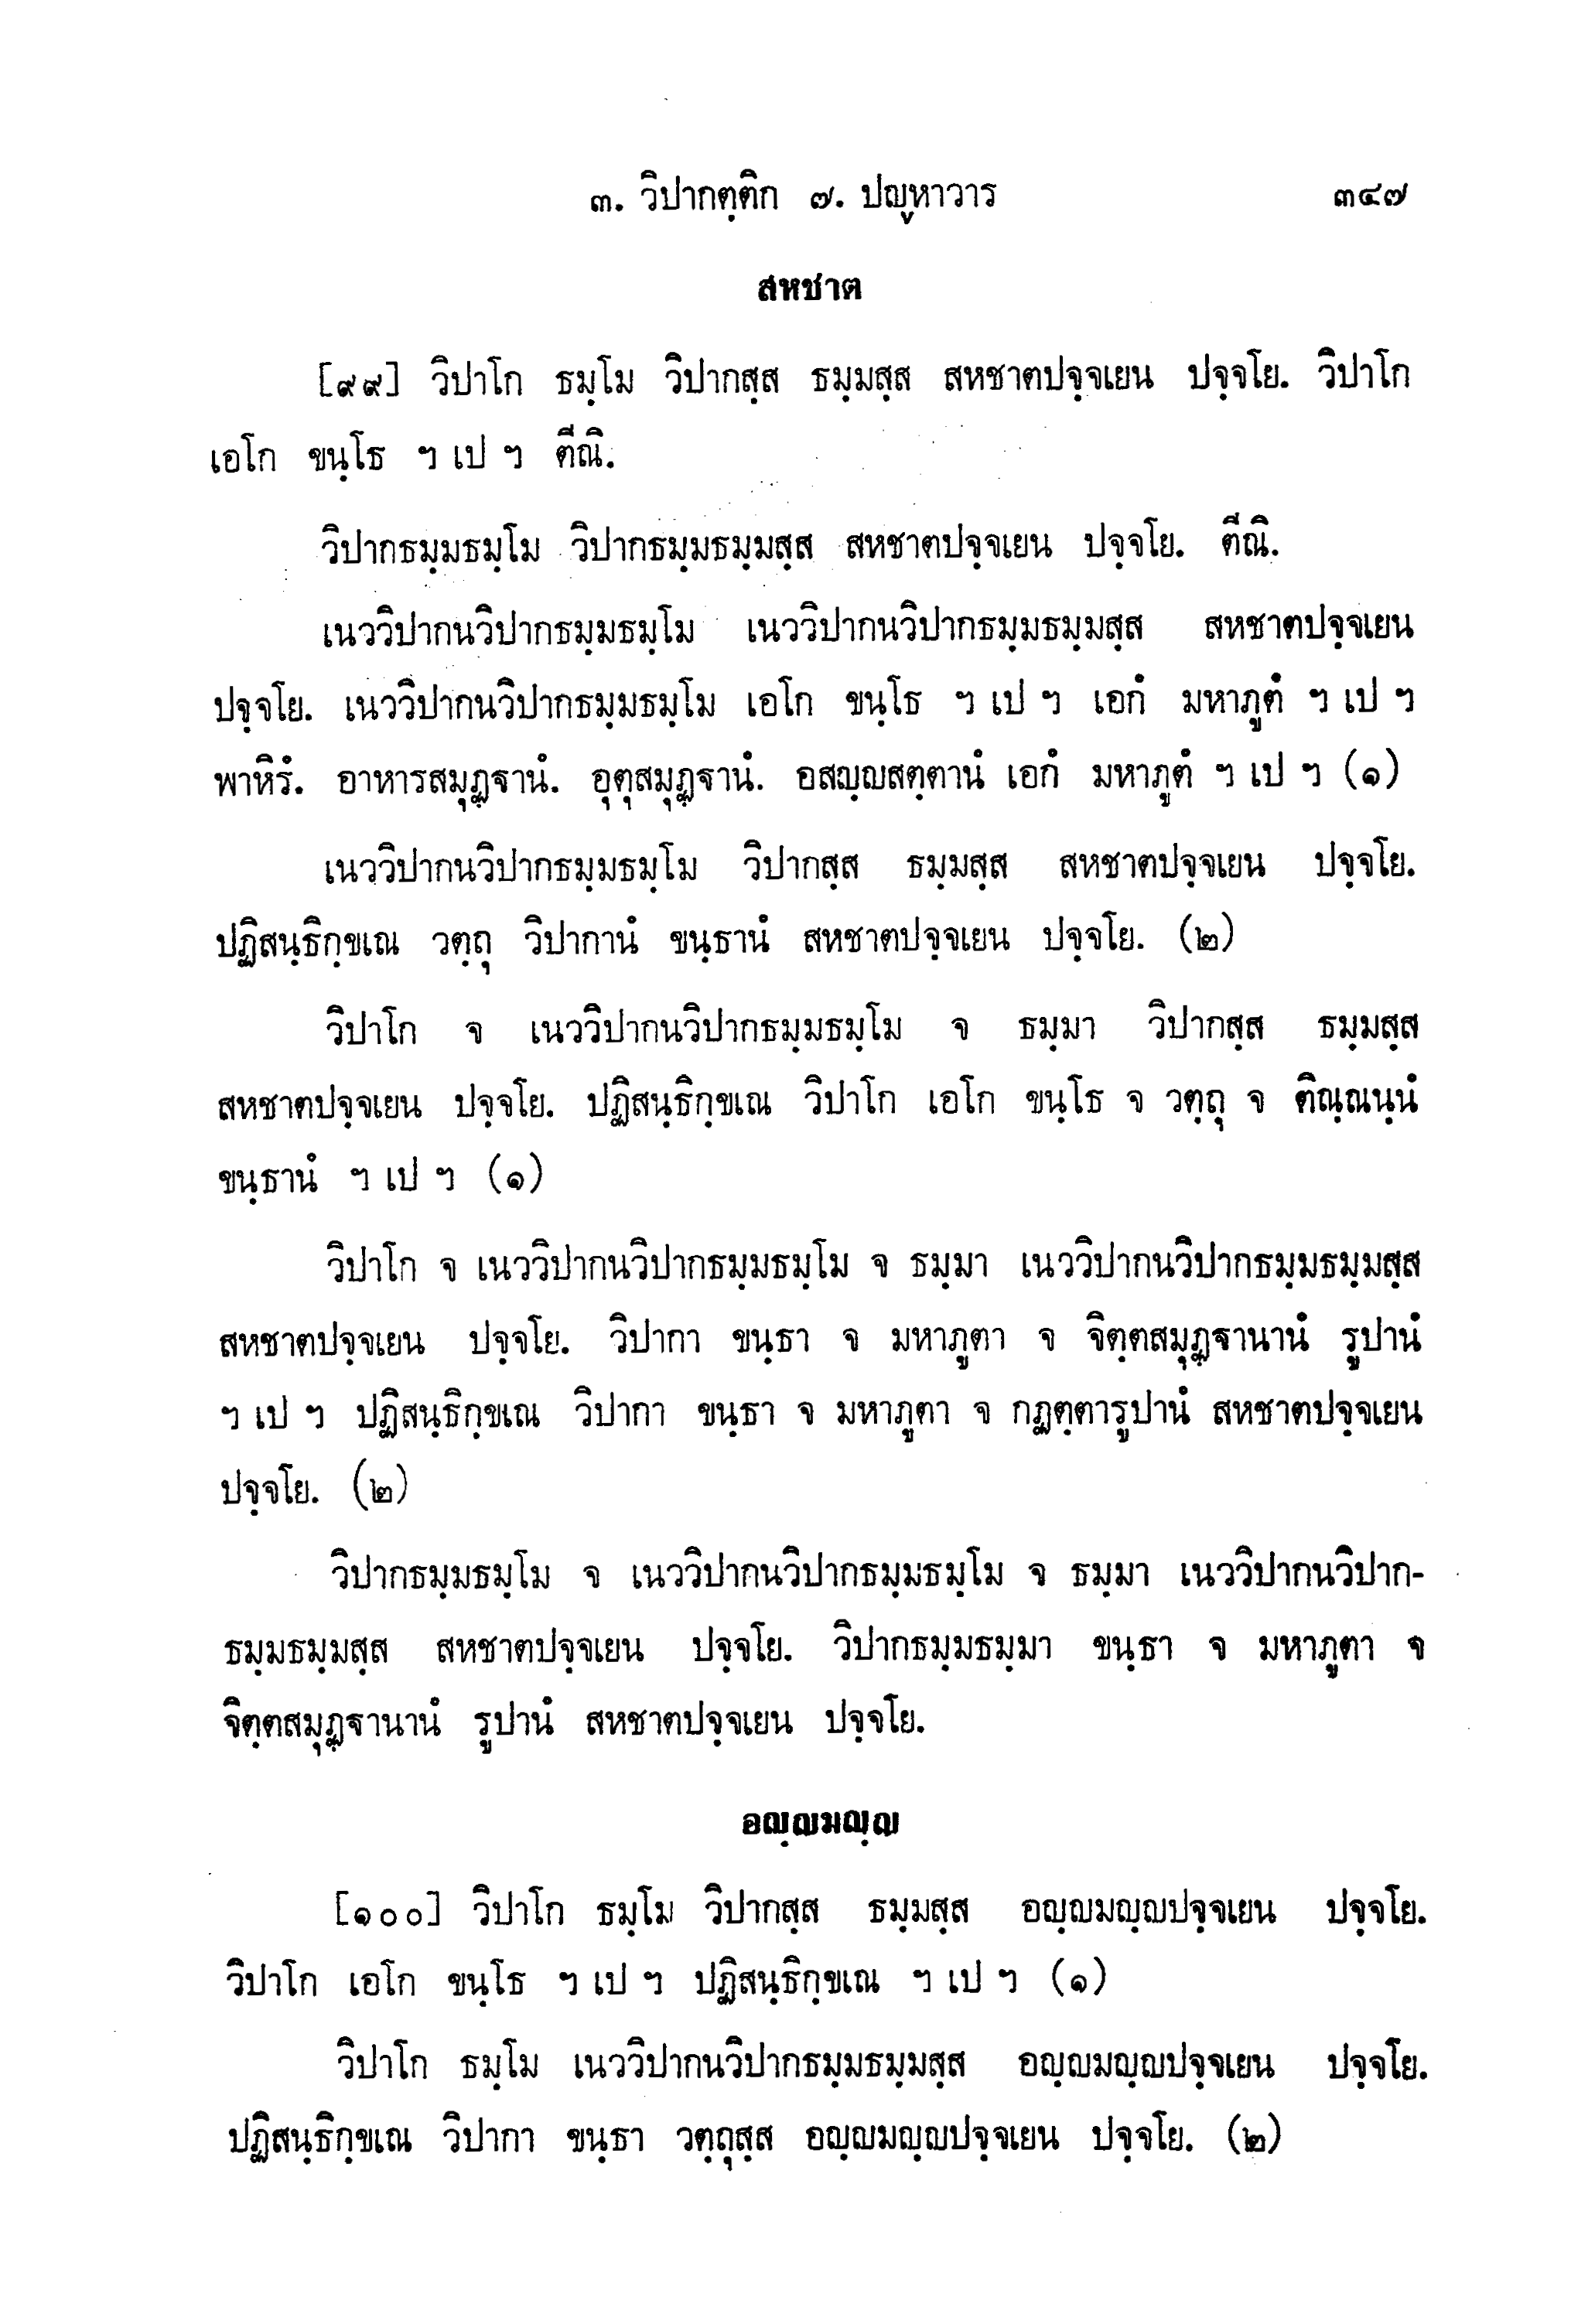 ๓. วิปากตฺติก ๗. ปญฺหาวาร ๓๔๗
สหชาต
[๙๙] วิปาโก ธมฺโม วิปากสฺส ธมฺมสฺส สหชาตปจฺจเยน ปจฺจโย. วิปาโก
เอโก ขนฺโธ ฯ เป ฯ ตีณิ.
วิปากธมฺมธมฺโม วิปากธมฺมธมฺมสฺส สหชาตปจฺจเยน ปจฺจโย. ตีณิ.
เนววิปากนวิปากธมฺมธมฺโม เนววิปากนวิปากธมฺมธมฺมสฺส สหชาตปจฺจเยน
ปจฺจโย. เนววิปากนวิปากธมฺมธมฺโม เอโก ขนฺโธ ฯ เป ฯ เอกํ มหาภูตํ ฯ เป ฯ
พาหิรํ. อาหารสมุฏฺฐานํ. อุตุสมุฏฺฐานํ. อสญฺญสตฺตานํ เอกํ มหาภูตํ ฯ เป ฯ (๑)
เนววิปากนวิปากธมฺมธมฺโม วิปากสฺส ธมฺมสฺส สหชาตปจฺจเยน ปจฺจโย.
ปฏิสนฺธิกฺขเณ วตฺถุ วิปากานํ ขนฺธานํ สหชาตปจฺจเยน ปจฺจโย. (๒)
วิปาโก จ เนววิปากนวิปากธมฺมธมฺโม จ ธมฺมา วิปากสฺส ธมฺมสฺส
สหชาตปจฺจเยน ปจฺจโย. ปฏิสนฺธิกฺขเณ วิปาโก เอโก ขนฺโธ จ วตฺถุ จ ติณฺณนฺนํ
ขนฺธานํ ฯ เป ฯ (๑)
วิปาโก จ เนววิปากนวิปากธมฺมธมฺโม จ ธมฺมา เนววิปากนวิปากธมฺมธมฺมสฺส
สหชาตปจฺจเยน ปจฺจโย. วิปากา ขนฺธา จ มหาภูตา จ จิตฺตสมุฏฺฐานานํ รูปานํ
ฯ เป ฯ ปฏิสนฺธิกฺขเณ วิปากา ขนฺธา จ มหาภูตา จ กฏตฺตารูปานํ สหชาตปจฺจเยน
ปจฺจโย. (๒)
วิปากธมฺมธมฺโม จ เนววิปากนวิปากธมฺมธมฺโม จ ธมฺมา เนววิปากนวิปาก-
ธมฺมธมฺมสฺส สหชาตปจฺจเยน ปจฺจโย. วิปากธมฺมธมฺมา ขนฺธา จ มหาภูตา จ
จิตฺตสมุฏฺฐานานํ รูปานํ สหชาตปจฺจเยน ปจฺจโย.
อญฺญมญฺญ
[๑๐๐] วิปาโก ธมฺโม วิปากสฺส ธมฺมสฺส อญฺญมญฺญปจฺจเยน ปจฺจโย.
วิปาโก เอโก ขนฺโธ ฯ เป ฯ ปฏิสนฺธิกฺขเณ ฯ เป ฯ (๑)
วิปาโก ธมฺโม เนววิปากนวิปากธมฺมธมฺมสฺส อญฺญมญฺญปจฺจเยน ปจฺจโย.
ปฏิสนฺธิกฺขเณ วิปากา ขนฺธา วตฺถุสฺส อญฺญมญฺญปจฺจเยน ปจฺจโย. (๒)